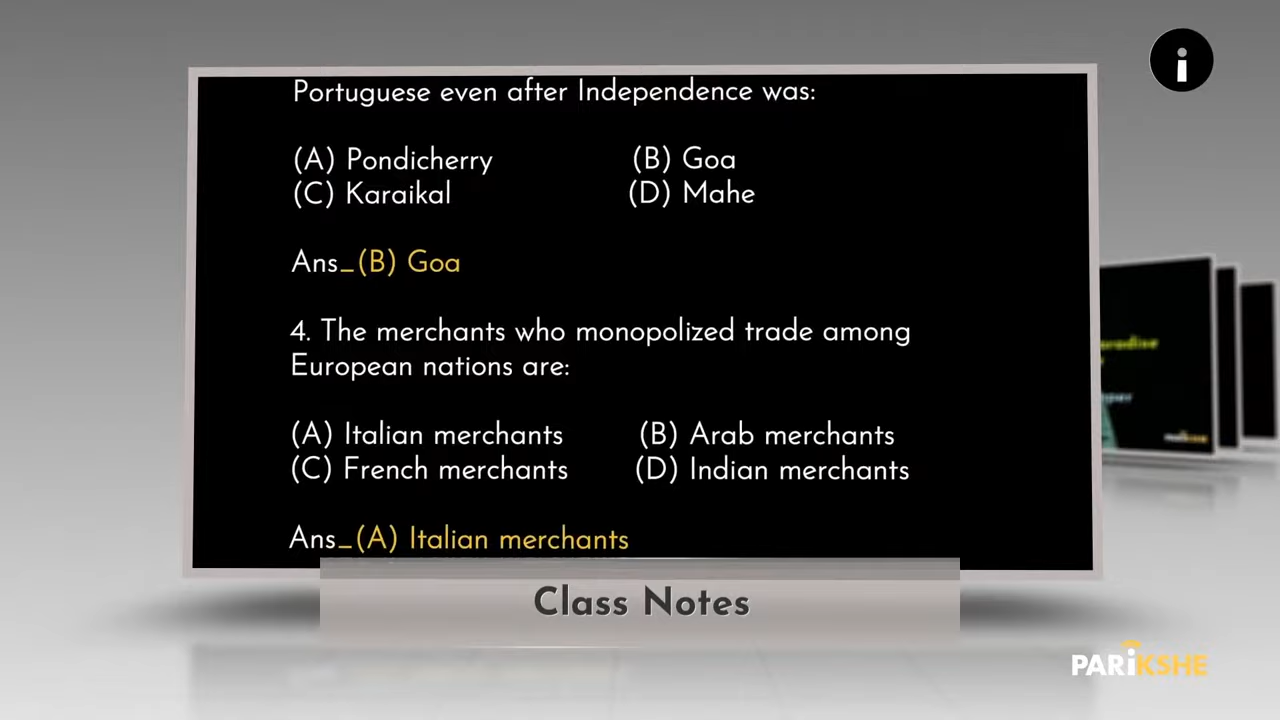 Portuguese even after Independence was:
(A) Pondicherry (B) Goa
(C) Karaikal (D) Mahe
Ans_(B) Goa
4. The merchants who monopolized trade among
European nations are:
(A) Italian merchants (B) Arab merchants
(C) French merchants (D) Indian merchants
Ans_(A) Italian merchants
Class Notes
PARiKSHE